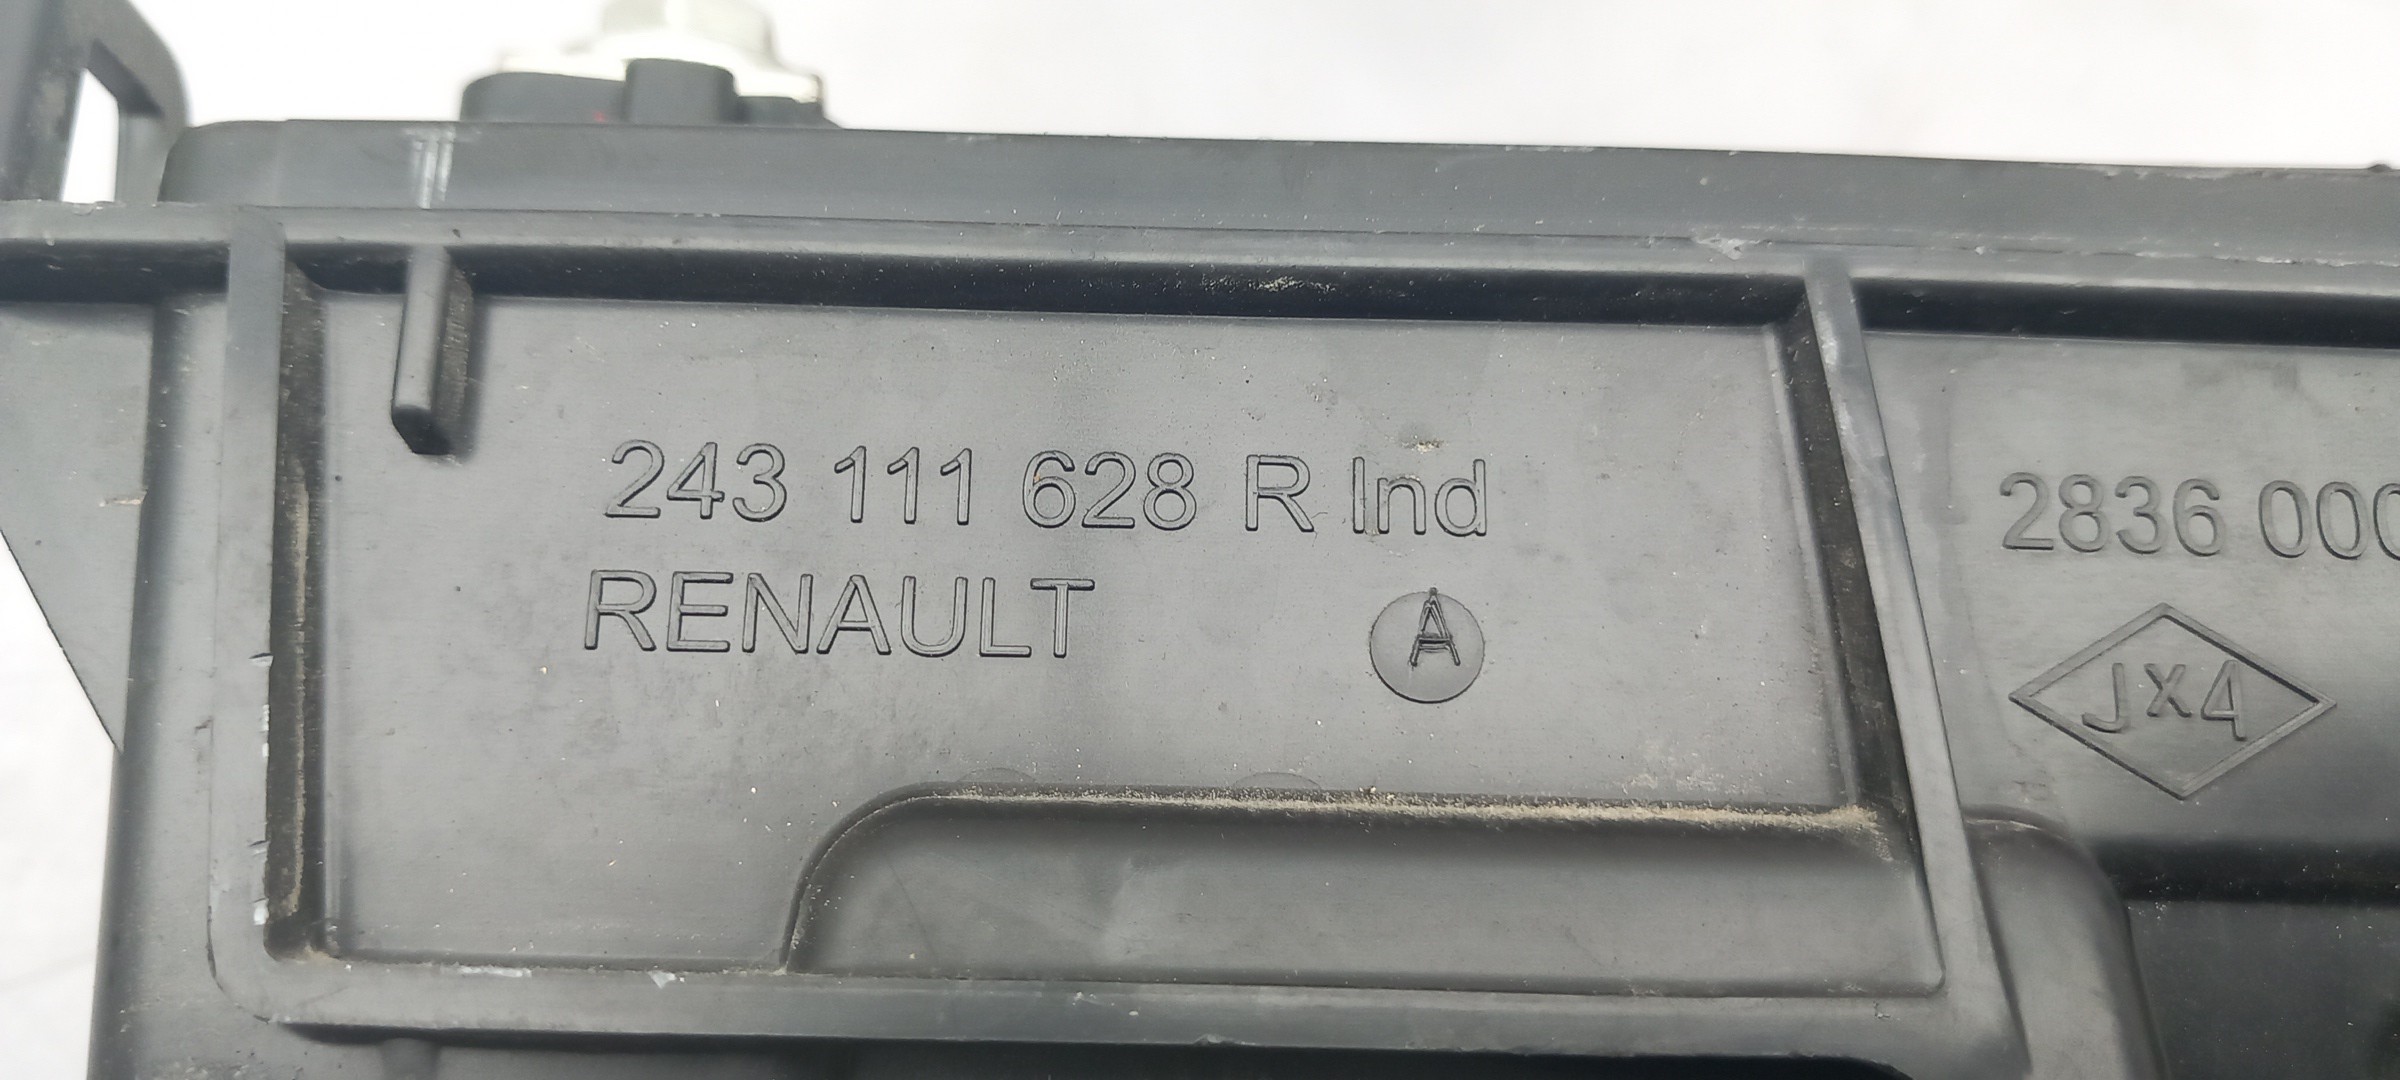 243 111 628 R Ind
RENAULT A
2836 000
JX4